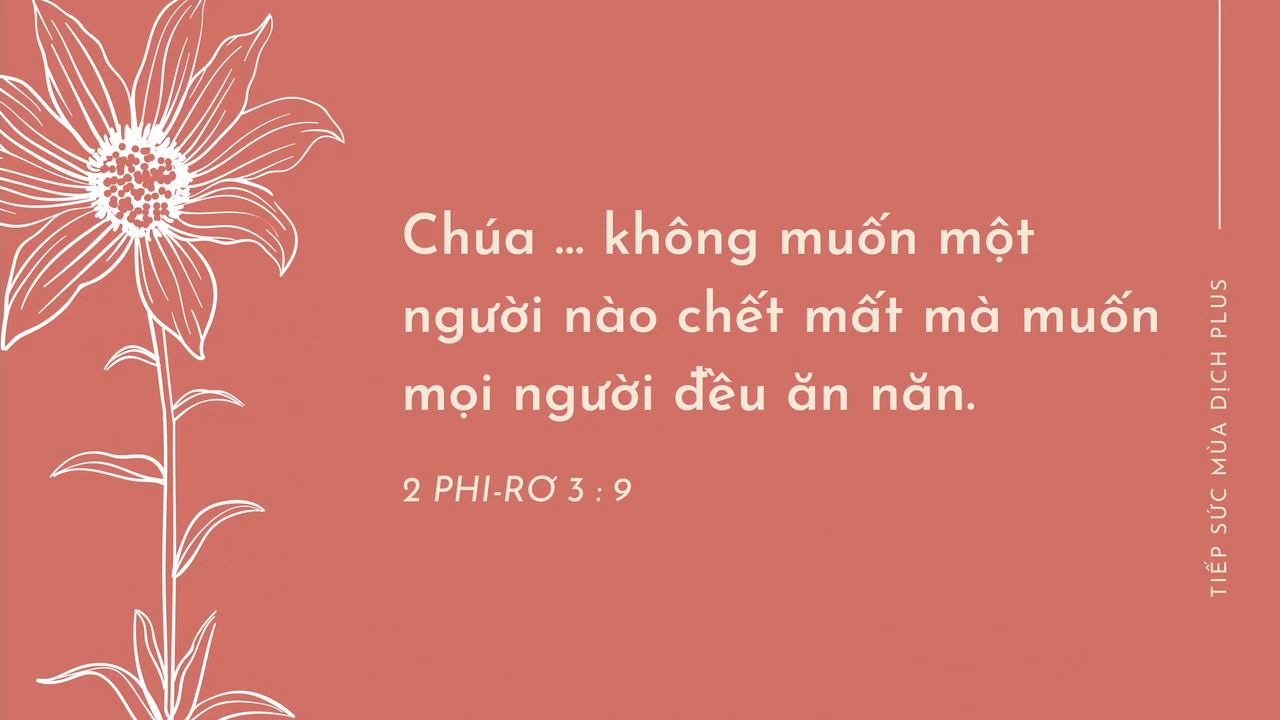 Chúa ... không muốn một
người nào chết mất mà muốn
mọi người đều ăn năn.
2 PHI-RƠ 3 : 9
TIẾP SỨC MÙA DỊCH PLUS